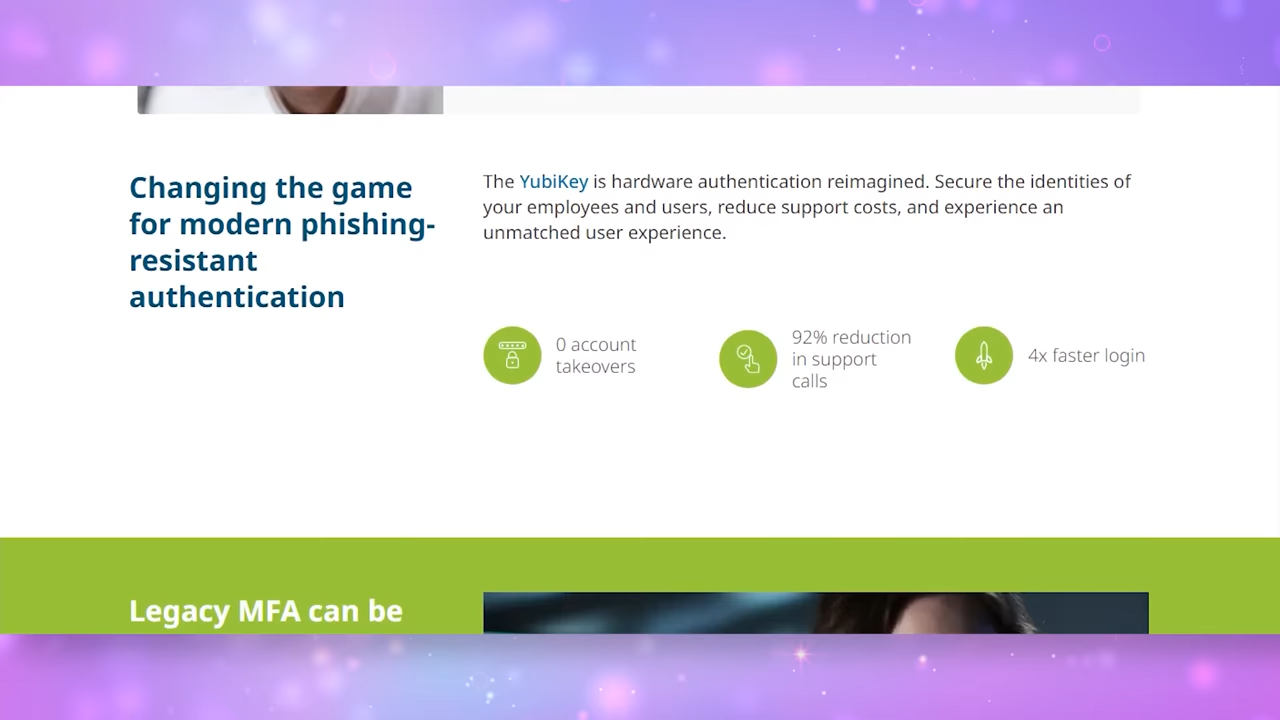 Changing the game
for modern phishing-
resistant
authentication
The YubiKey is hardware authentication reimagined. Secure the identities of
your employees and users, reduce support costs, and experience an
unmatched user experience.
0 account
takeovers
92% reduction
in support
calls
4x faster login
Legacy MFA can be